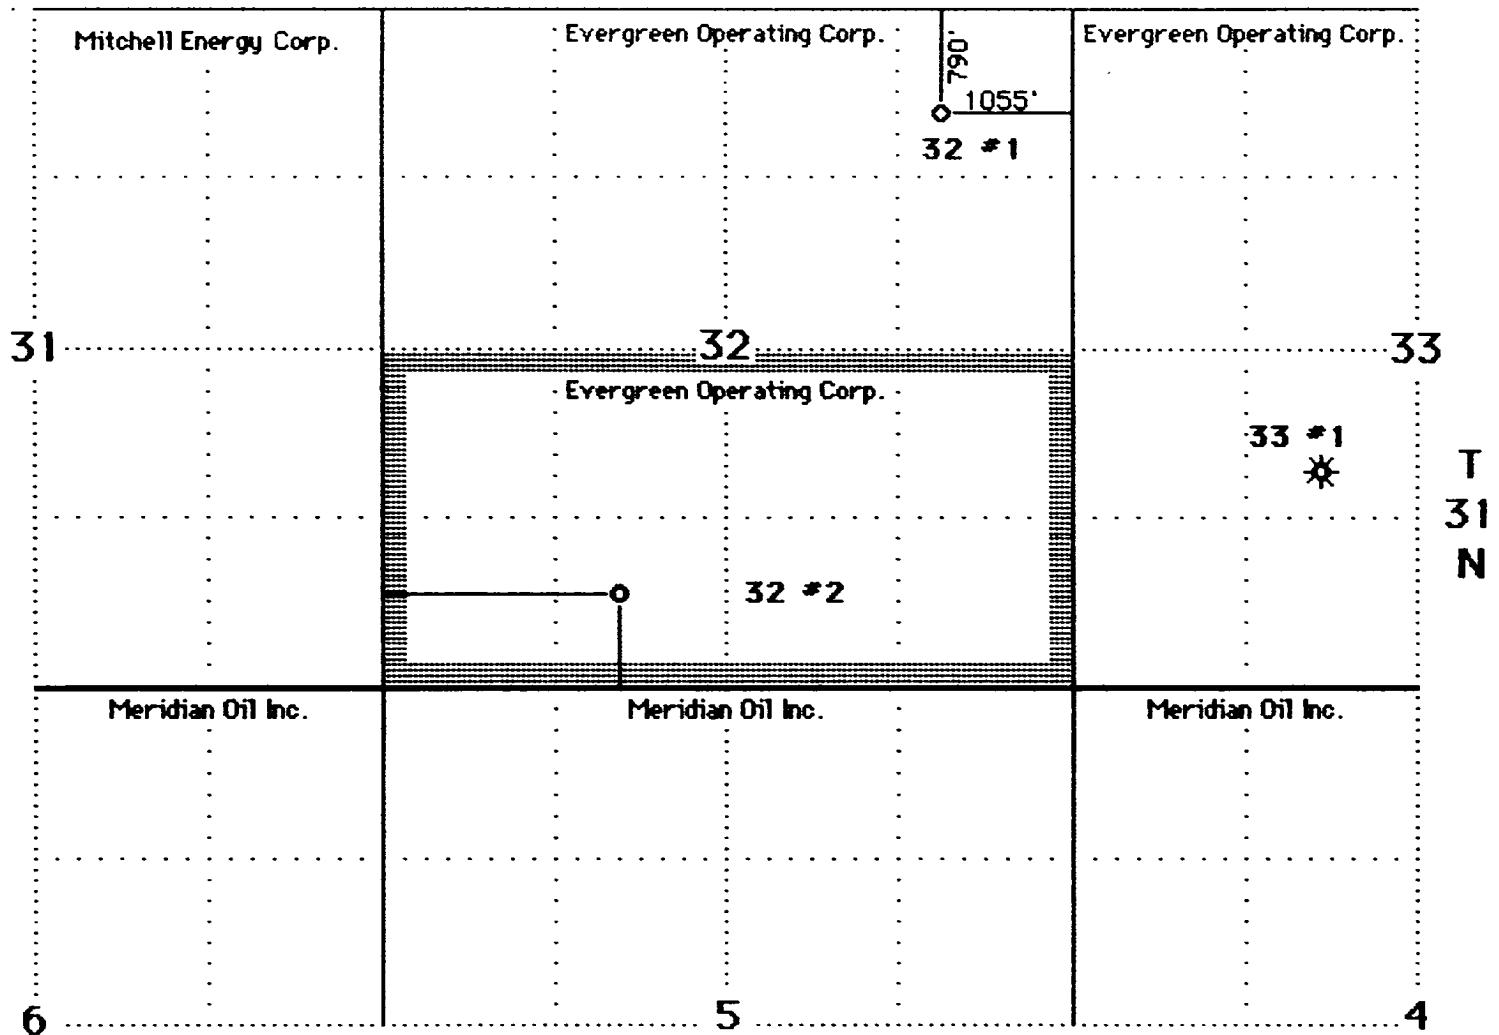 Mitchell Energy Corp.
Evergreen Operating Corp.
Evergreen Operating Corp.
790'
1055'
32 #1
31
32
33
Evergreen Operating Corp.
33 #1
T
31
N
32 #2
Meridian Oil Inc.
Meridian Oil Inc.
Meridian Oil Inc.
6
5
4